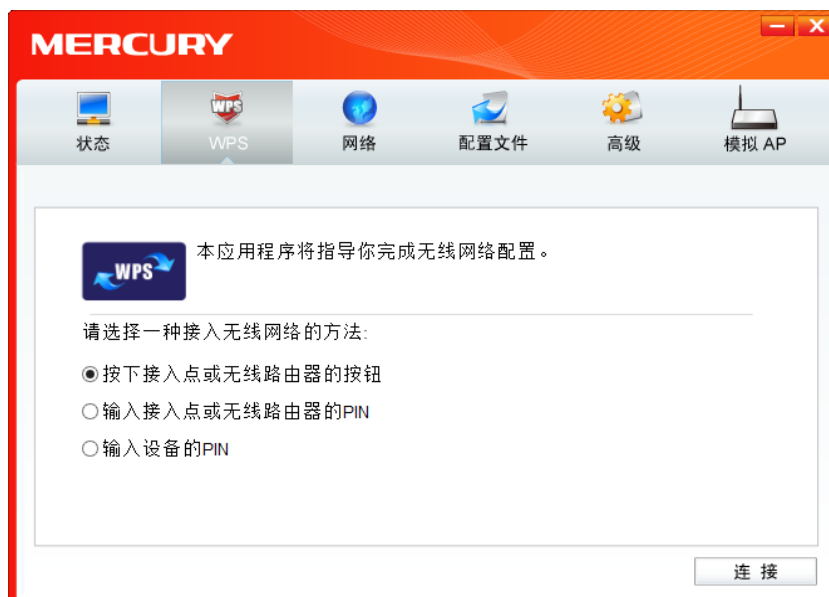 MERCURY
状态 WPS 网络 配置文件 高级 模拟 AP
WPS
WPS 本应用程序将指导你完成无线网络配置。
请选择一种接入无线网络的方法:
按下接入点或无线路由器的按钮
输入接入点或无线路由器的PIN
输入设备的PIN
连 接